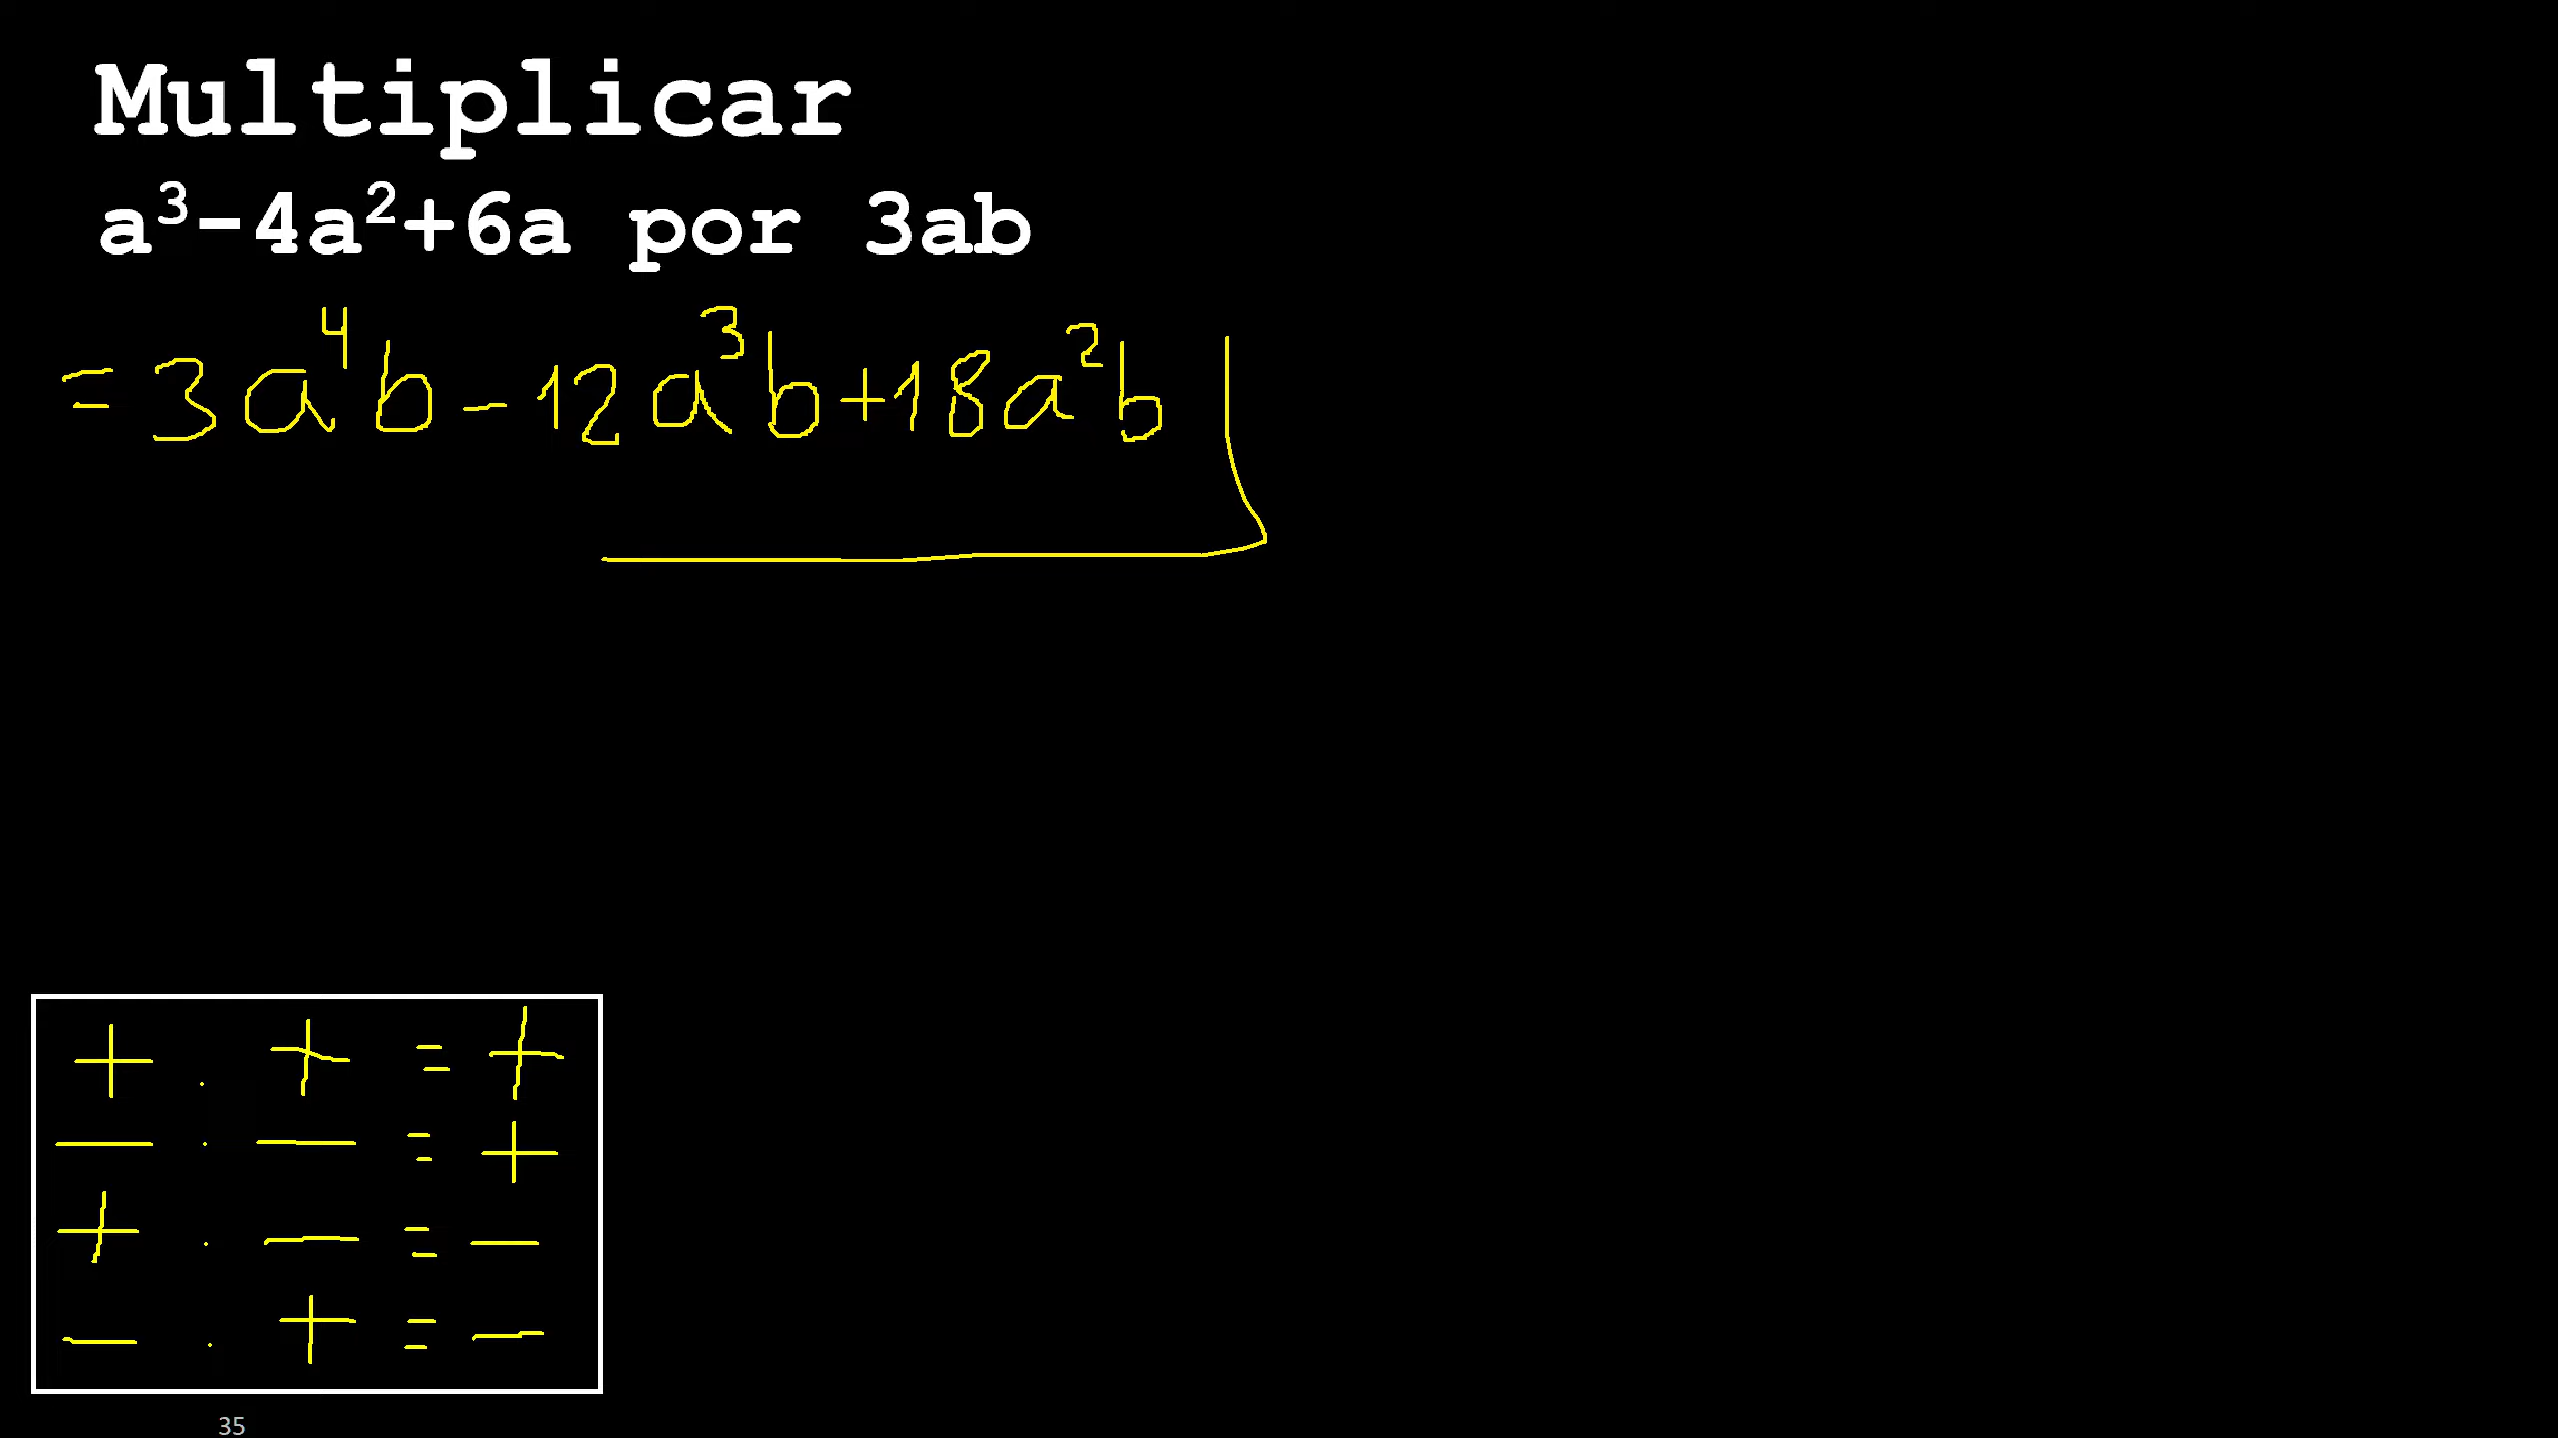 Multiplicar
a³-4a²+6a por 3ab
= 3a⁴b - 12a³b + 18a²b
+ . + = +
- . - = +
+ . - = -
- . + = -
35